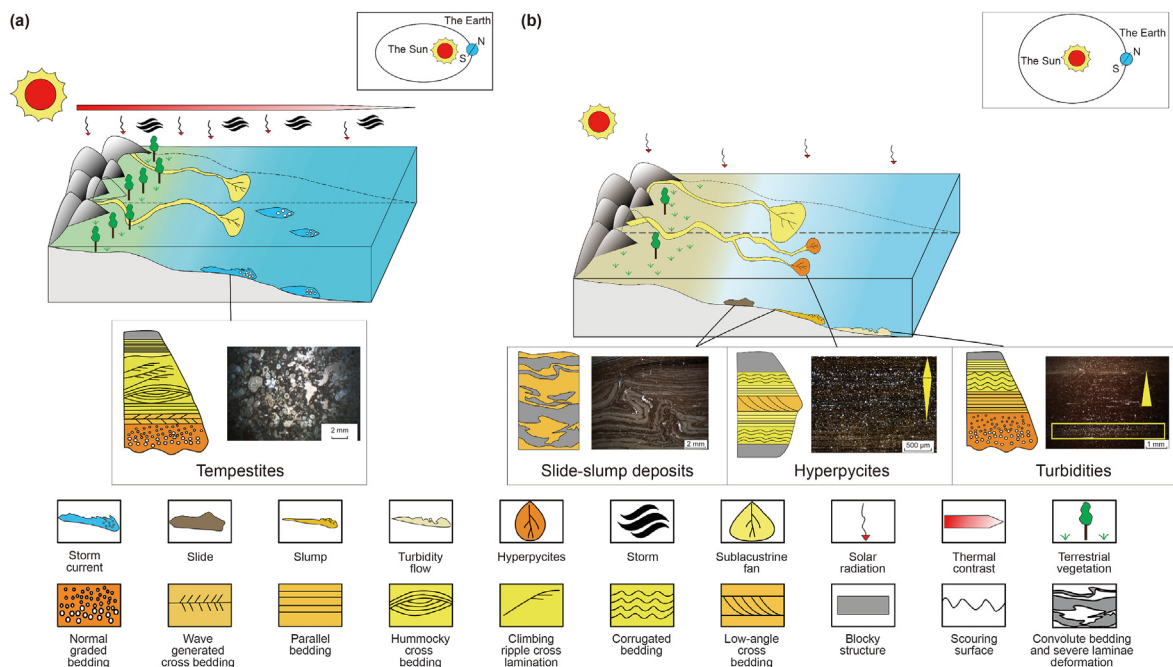 (a)
The Earth
The Sun
N
S
(b)
The Earth
The Sun
N
S
2 mm
Tempestites
2 mm
Slide-slump deposits
500 μm
Hyperpycites
1 mm
Turbidities
Storm
current
Slide
Slump
Turbidity
flow
Hyperpycites
Storm
Sublacustrine
fan
Solar
radiation
Thermal
contrast
Terrestrial
vegetation
Normal
graded
bedding
Wave
generated
cross bedding
Parallel
bedding
Hummocky
cross
bedding
Climbing
ripple cross
lamination
Corrugated
bedding
Low-angle
cross
bedding
Blocky
structure
Scouring
surface
Convolute bedding
and severe laminae
deformation